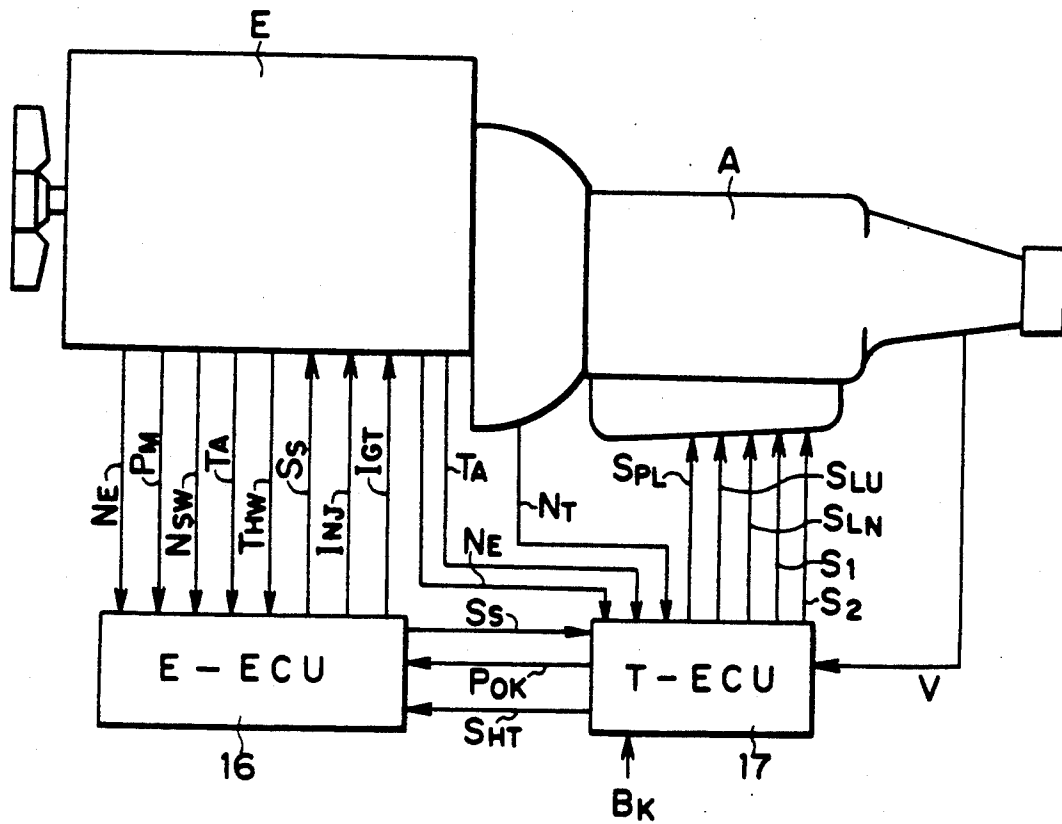 E
A
NE
PM
NSW
TA
THW
SS
INJ
IGT
TA
NE
NT
SPL
SLU
SLN
S1
S2
E-ECU
SS
POK
SHT
T-ECU
V
16
17
BK